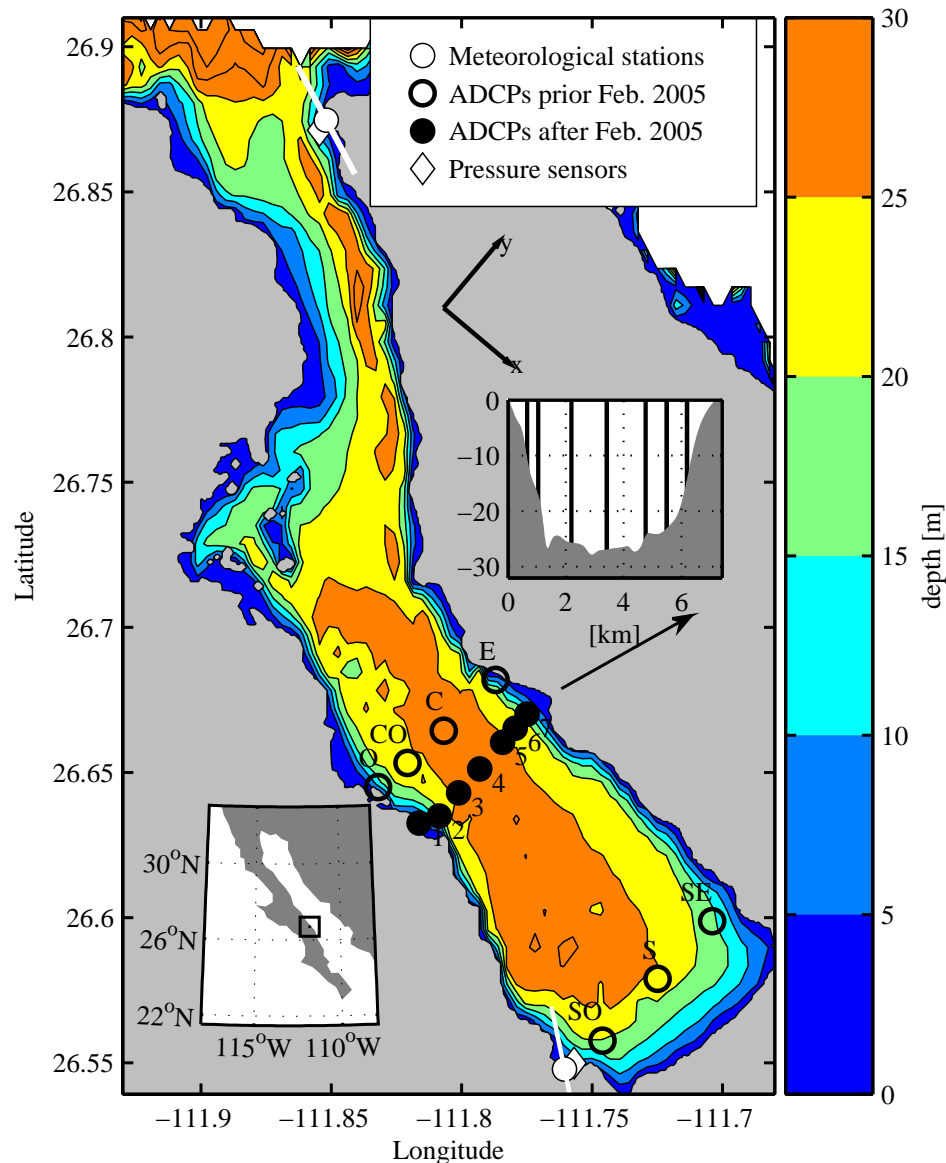 Meteorological stations
ADCPs prior Feb. 2005
ADCPs after Feb. 2005
Pressure sensors
26.9
26.85
26.8
26.75
26.7
26.65
26.6
26.55
Latitude
−111.9
−111.85
−111.8
−111.75
−111.7
Longitude
y
x
0
−10
−20
−30
0 2 4 6
[km]
E
C
CO
O
1
2
3
4
5
6
7
SE
S
SO
30°N
26°N
22°N
115°W 110°W
30
25
20
15
10
5
0
depth [m]